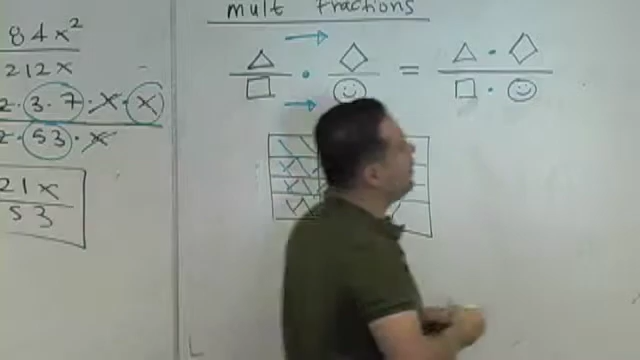 84x²
212x
2·3·7·x·x
2·53·x
21x
53
mult fractions
△/□ · ◇/☺ = △·◇/□·☺